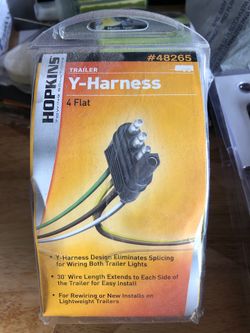 #48265
TRAILER
Y-Harness
4 Flat
HOPKINS
• Y-Harness Design Eliminates Splicing
for Wiring Both Trailer Lights
• 30' Wire Length Extends to Each Side of
the Trailer for Easy Install
• For Rewiring or New Installs on
Lightweight Trailers